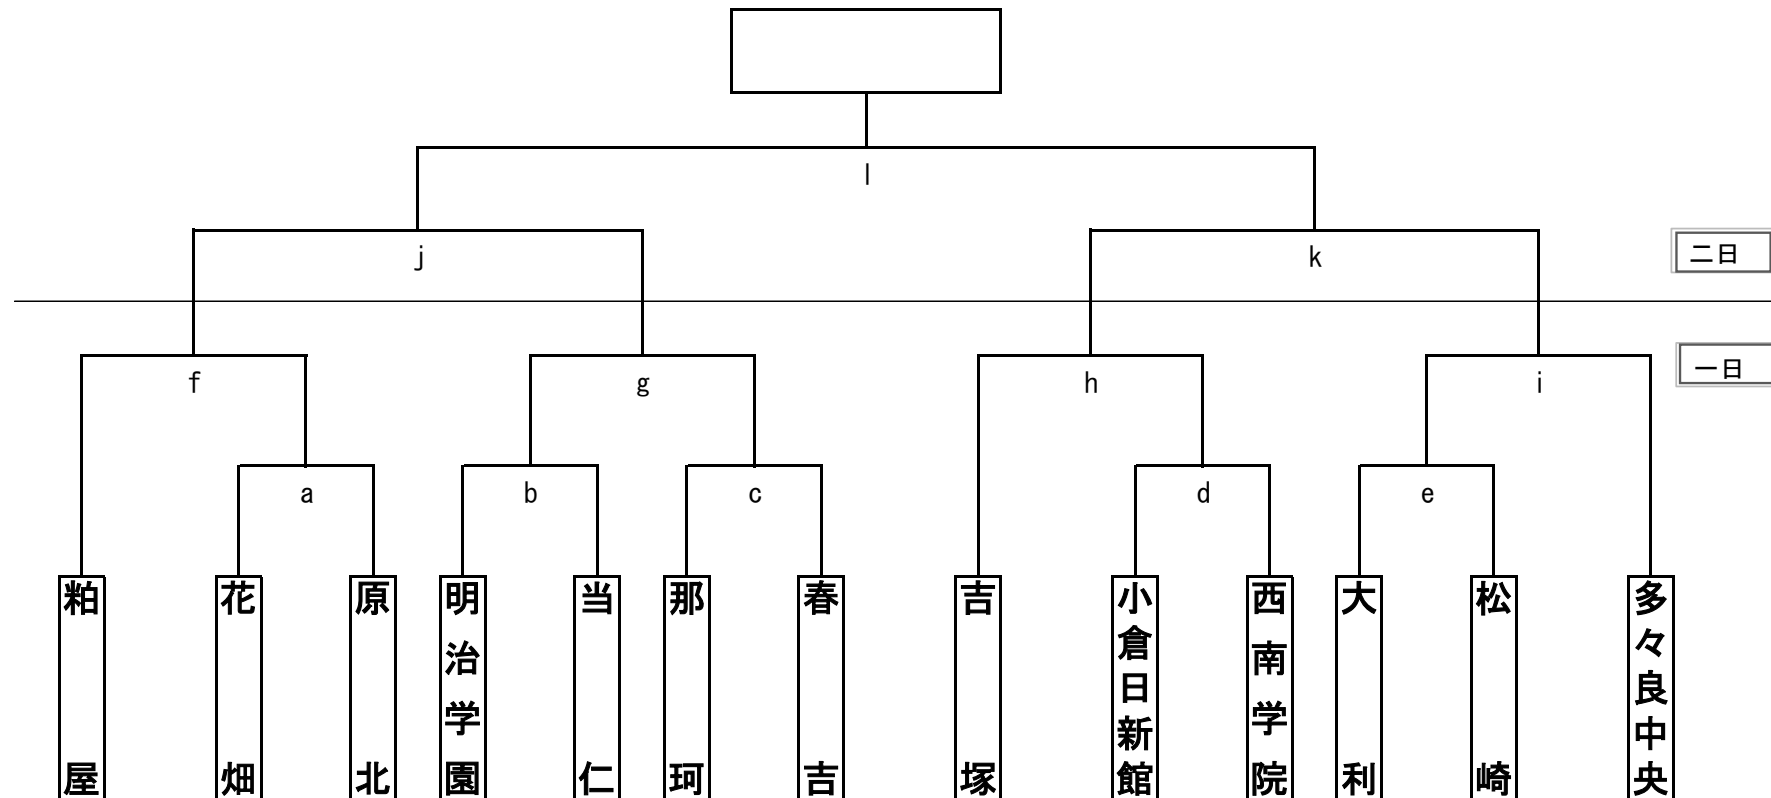 l
j
k
二日
f
g
h
i
一日
a
b
c
d
e
粕屋
花畑
原北
明治学園
当仁
那珂
春吉
吉塚
小倉日新館
西南学院
大利
松崎
多々良中央